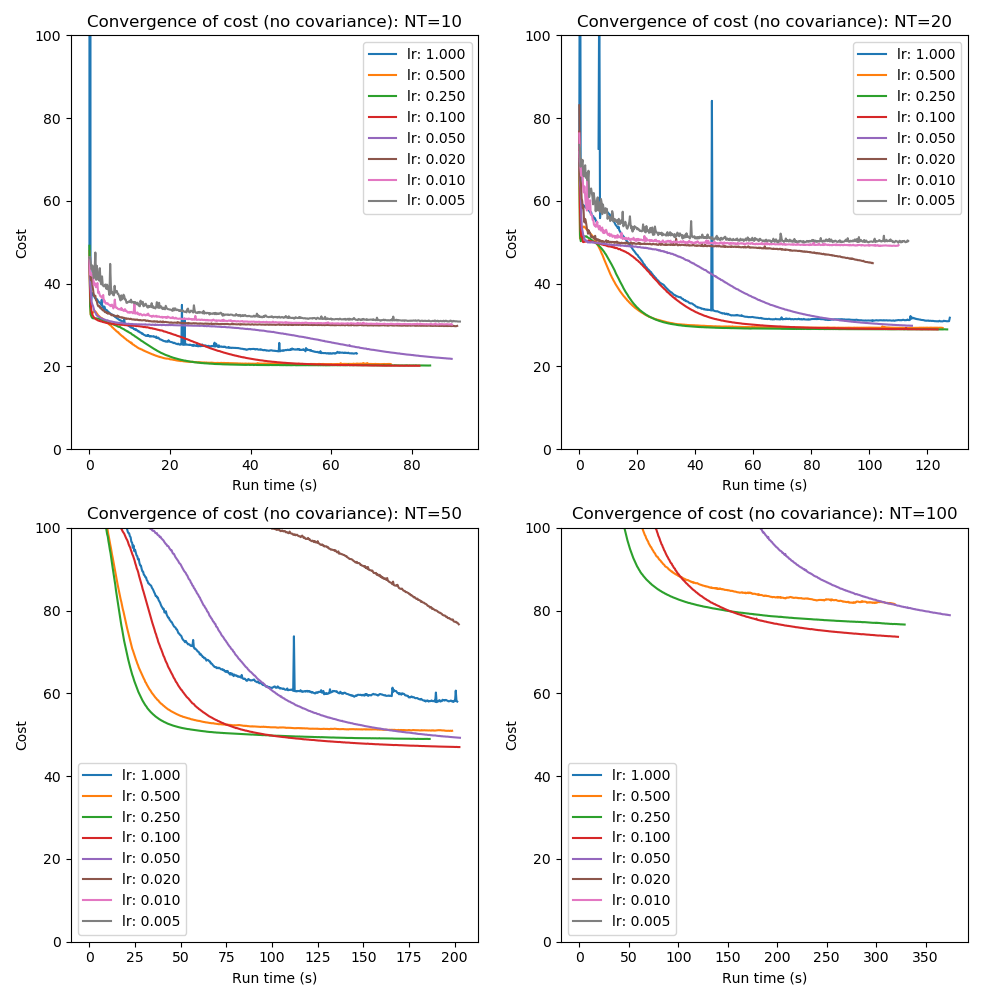 Convergence of cost (no covariance): NT=10
100
80
60
40
20
0
Cost
0 20 40 60 80
Run time (s)
lr: 1.000
lr: 0.500
lr: 0.250
lr: 0.100
lr: 0.050
lr: 0.020
lr: 0.010
lr: 0.005
Convergence of cost (no covariance): NT=20
100
80
60
40
20
0
Cost
0 20 40 60 80 100 120
Run time (s)
lr: 1.000
lr: 0.500
lr: 0.250
lr: 0.100
lr: 0.050
lr: 0.020
lr: 0.010
lr: 0.005
Convergence of cost (no covariance): NT=50
100
80
60
40
20
0
Cost
0 25 50 75 100 125 150 175 200
Run time (s)
lr: 1.000
lr: 0.500
lr: 0.250
lr: 0.100
lr: 0.050
lr: 0.020
lr: 0.010
lr: 0.005
Convergence of cost (no covariance): NT=100
100
80
60
40
20
0
Cost
0 50 100 150 200 250 300 350
Run time (s)
lr: 1.000
lr: 0.500
lr: 0.250
lr: 0.100
lr: 0.050
lr: 0.020
lr: 0.010
lr: 0.005